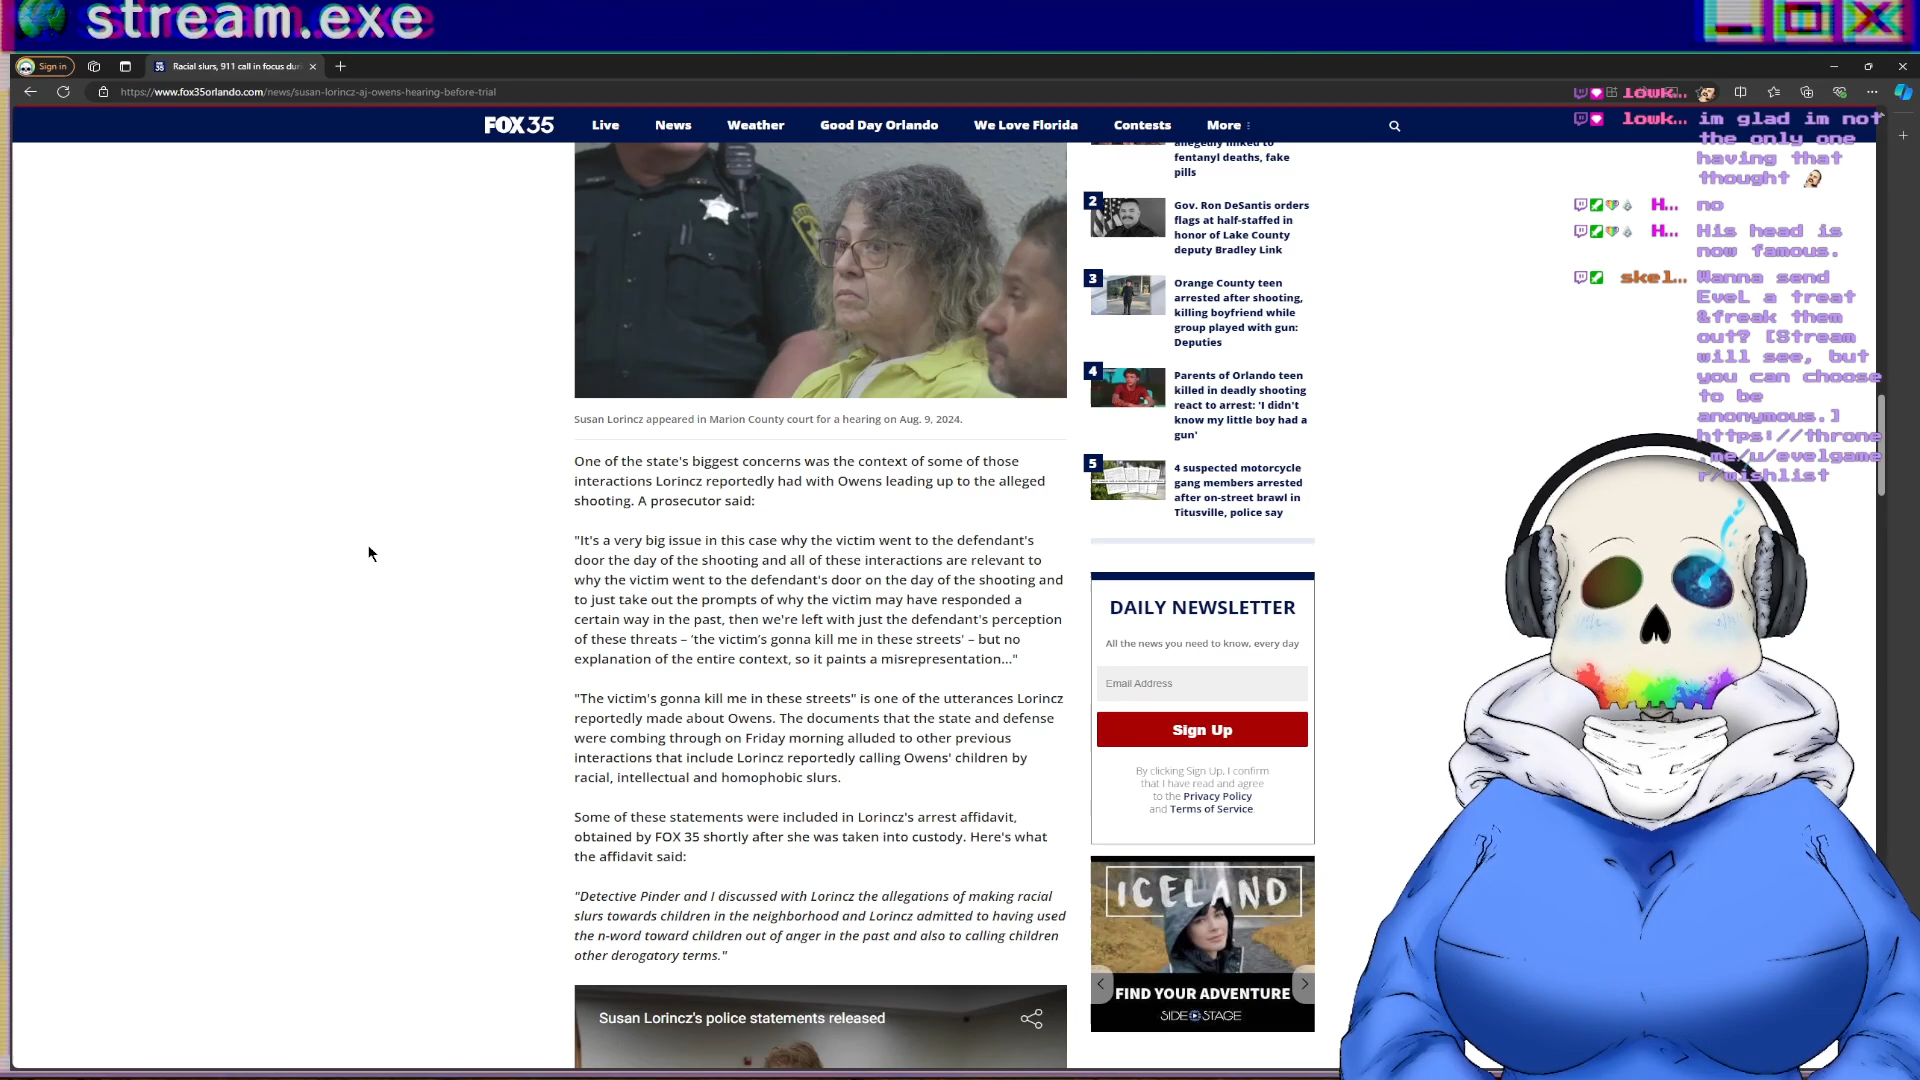 stream.exe
Sign in
Racial slurs, 911 call in focus dur
https://www.fox35orlando.com/news/susan-lorincz-aj-owens-hearing-before-trial
FOX 35
Live
News
Weather
Good Day Orlando
We Love Florida
Contests
More
Susan Lorincz appeared in Marion County court for a hearing on Aug. 9, 2024.
One of the state's biggest concerns was the context of some of those
interactions Lorincz reportedly had with Owens leading up to the alleged
shooting. A prosecutor said:
"It's a very big issue in this case why the victim went to the defendant's
door the day of the shooting and all of these interactions are relevant to
why the victim went to the defendant's door on the day of the shooting and
to just take out the prompts of why the victim may have responded a
certain way in the past, then we're left with just the defendant's perception
of these threats – 'the victim's gonna kill me in these streets' – but no
explanation of the entire context, so it paints a misrepresentation..."
"The victim's gonna kill me in these streets" is one of the utterances Lorincz
reportedly made about Owens. The documents that the state and defense
were combing through on Friday morning alluded to other previous
interactions that include Lorincz reportedly calling Owens' children by
racial, intellectual and homophobic slurs.
Some of these statements were included in Lorincz's arrest affidavit,
obtained by FOX 35 shortly after she was taken into custody. Here's what
the affidavit said:
"Detective Pinder and I discussed with Lorincz the allegations of making racial
slurs towards children in the neighborhood and Lorincz admitted to having used
the n-word toward children out of anger in the past and also to calling children
other derogatory terms."
Susan Lorincz's police statements released
allegedly linked to
fentanyl deaths, fake
pills
2
Gov. Ron DeSantis orders
flags at half-staffed in
honor of Lake County
deputy Bradley Link
3
Orange County teen
arrested after shooting,
killing boyfriend while
group played with gun:
Deputies
4
Parents of Orlando teen
killed in deadly shooting
react to arrest: 'I didn't
know my little boy had a
gun'
5
4 suspected motorcycle
gang members arrested
after on-street brawl in
Titusville, police say
DAILY NEWSLETTER
All the news you need to know, every day
Email Address
Sign Up
By clicking Sign Up, I confirm
that I have read and agree
to the Privacy Policy
and Terms of Service.
ICELAND
FIND YOUR ADVENTURE
SIDE STAGE
lowk...
lowk... im glad im not
the only one
having that
thought
H... no
H... His head is
now famous.
skel... Wanna send
EveL a treat
&freak them
out? [Stream
will see, but
you can choose
to be
anonymous.]
https://throne
.me/u/evelgame
r/wishlist